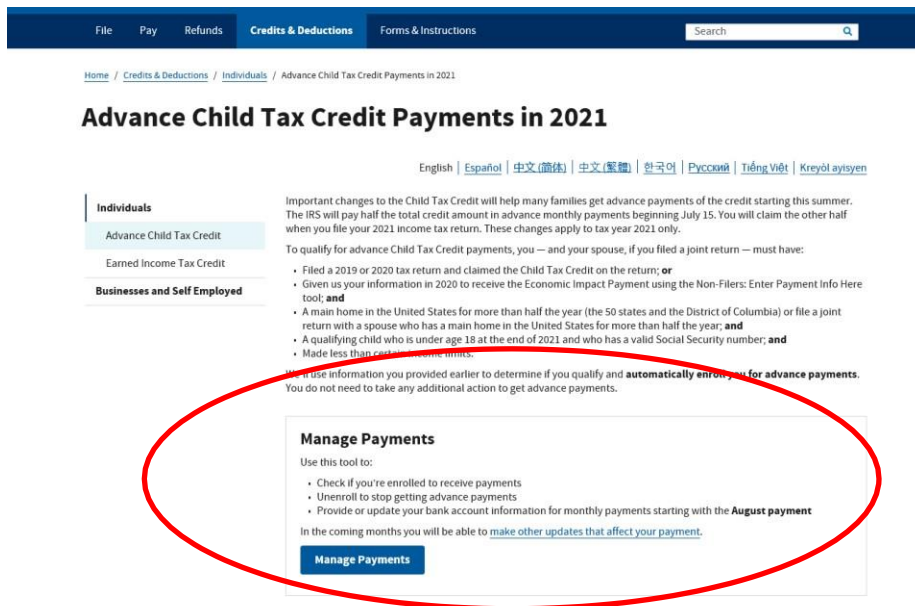 File Pay Refunds Credits & Deductions Forms & Instructions Search
Home / Credits & Deductions / Individuals / Advance Child Tax Credit Payments in 2021
Advance Child Tax Credit Payments in 2021
English | Español | 中文 (简体) | 中文 (繁體) | 한국어 | Русский | Tiếng Việt | Kreyòl ayisyen
Individuals
Advance Child Tax Credit
Earned Income Tax Credit
Businesses and Self Employed
Important changes to the Child Tax Credit will help many families get advance payments of the credit starting this summer.
The IRS will pay half the total credit amount in advance monthly payments beginning July 15. You will claim the other half
when you file your 2021 income tax return. These changes apply to tax year 2021 only.
To qualify for advance Child Tax Credit payments, you — and your spouse, if you filed a joint return — must have:
• Filed a 2019 or 2020 tax return and claimed the Child Tax Credit on the return; or
• Given us your information in 2020 to receive the Economic Impact Payment using the Non-Filers: Enter Payment Info Here
tool; and
• A main home in the United States for more than half the year (the 50 states and the District of Columbia) or file a joint
return with a spouse who has a main home in the United States for more than half the year; and
• A qualifying child who is under age 18 at the end of 2021 and who has a valid Social Security number; and
• Made less than certain income limits.
We'll use information you provided earlier to determine if you qualify and automatically enroll you for advance payments.
You do not need to take any additional action to get advance payments.
Manage Payments
Use this tool to:
• Check if you're enrolled to receive payments
• Unenroll to stop getting advance payments
• Provide or update your bank account information for monthly payments starting with the August payment
In the coming months you will be able to make other updates that affect your payment.
Manage Payments